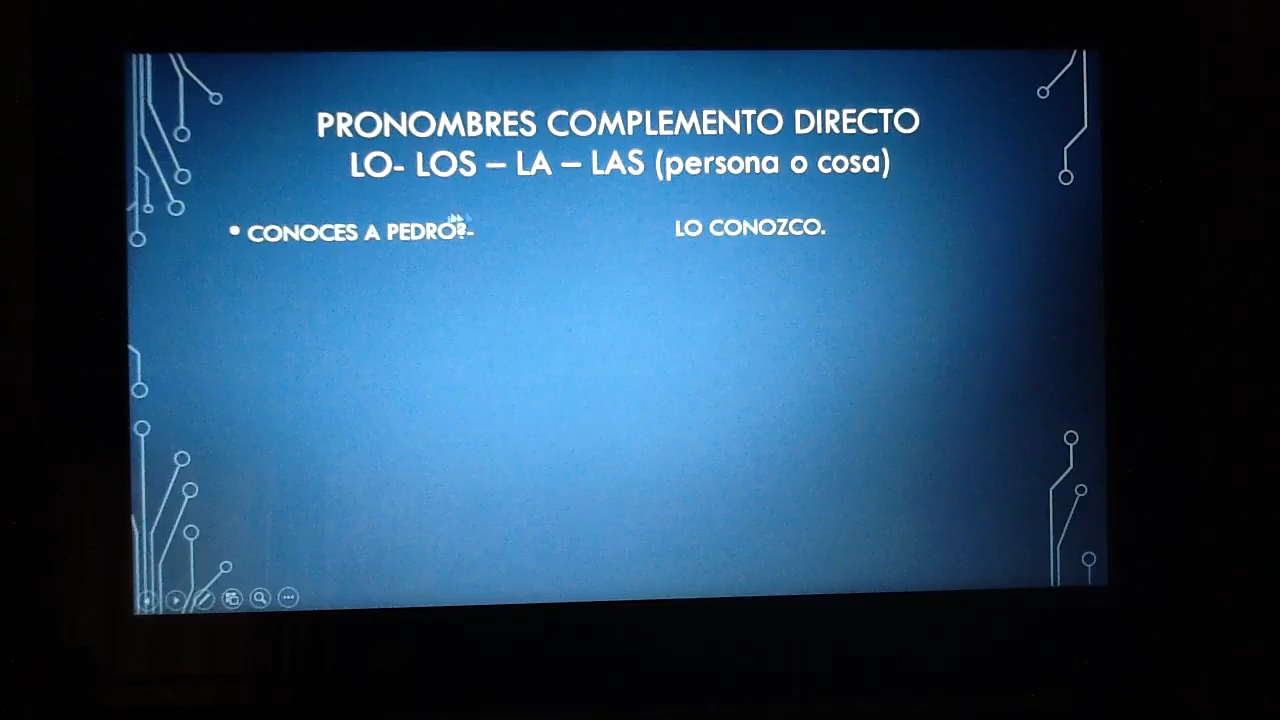 PRONOMBRES COMPLEMENTO DIRECTO
LO- LOS – LA – LAS (persona o cosa)
• CONOCES A PEDRO?- LO CONOZCO.